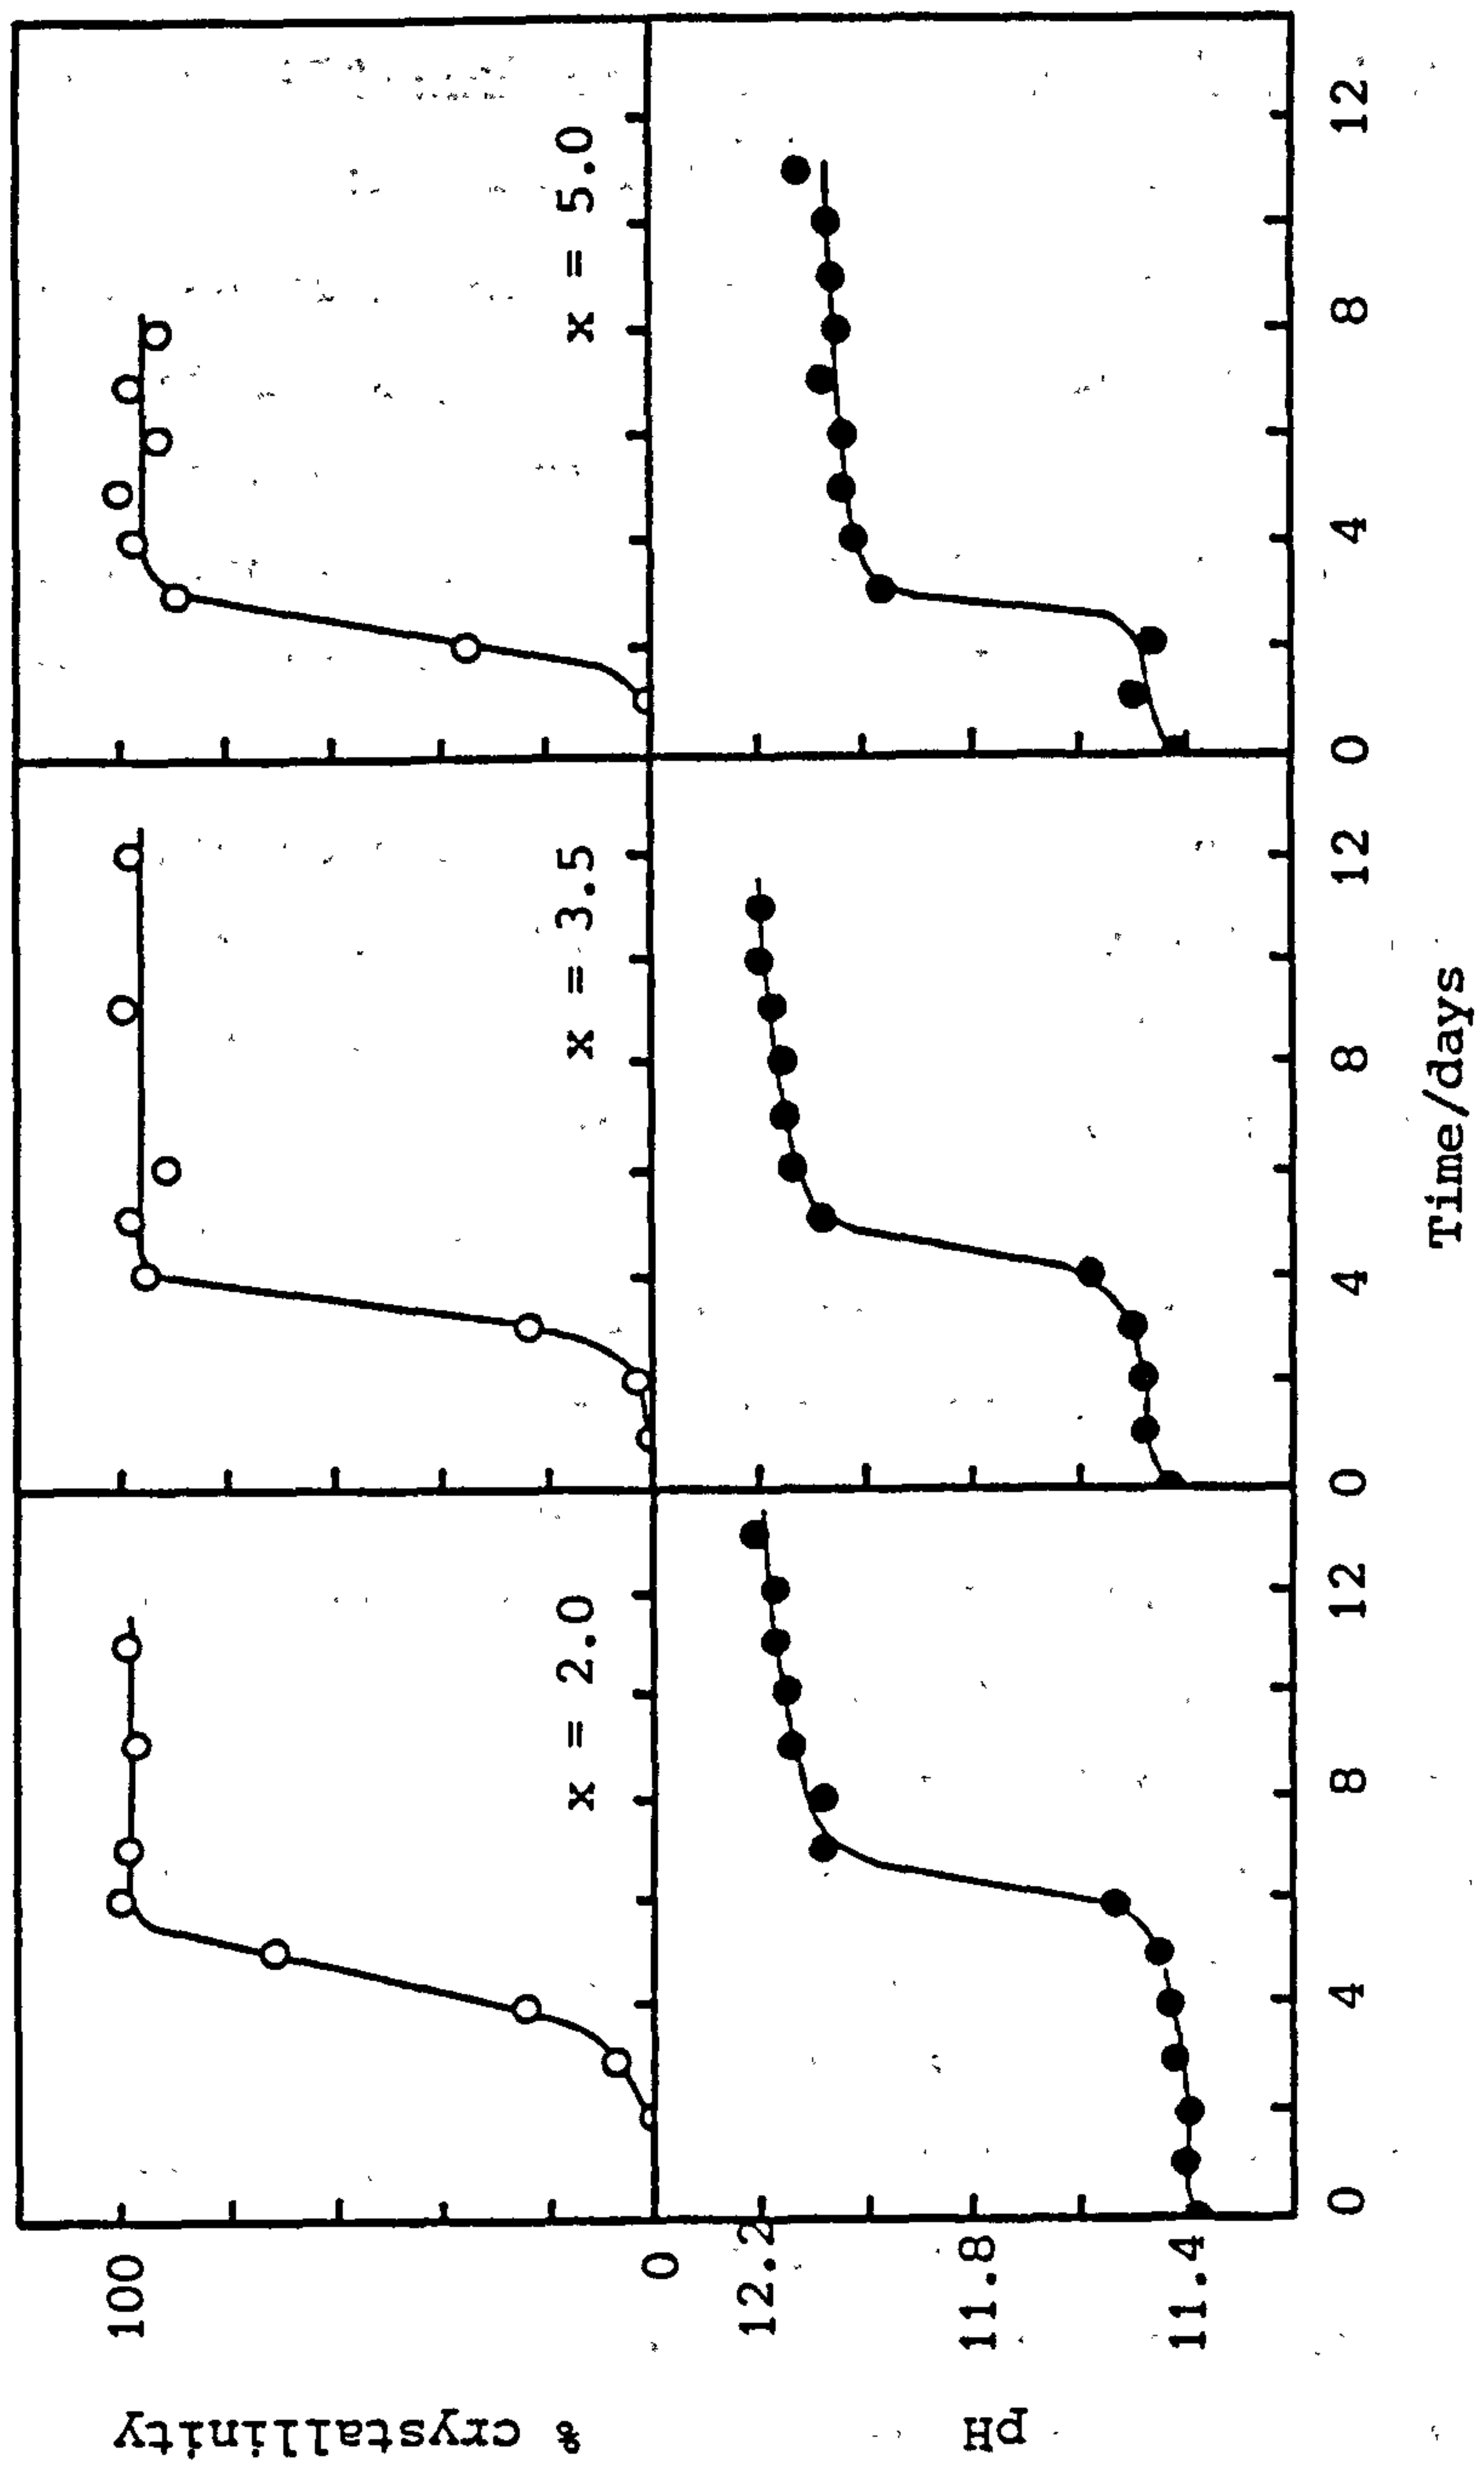 % crystallinity
100
0
x = 2.0
x = 3.5
x = 5.0
pH
12.2
11.8
11.4
0 4 8 12 0 4 8 12 0 4 8 12
Time/days